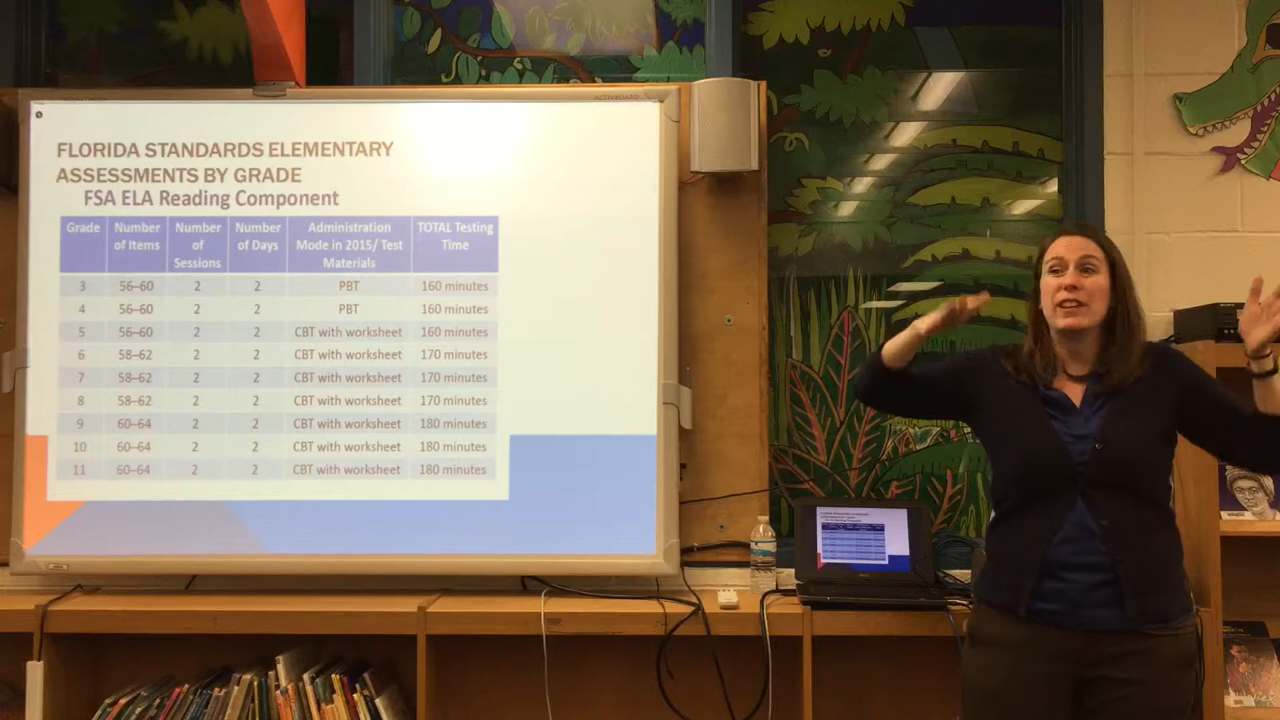 ACTIVBOARD
FLORIDA STANDARDS ELEMENTARY
ASSESSMENTS BY GRADE
FSA ELA Reading Component
Grade Number of Items Number of Sessions Number of Days Administration Mode in 2015/ Test Materials TOTAL Testing Time
3 56–60 2 2 PBT 160 minutes
4 56–60 2 2 PBT 160 minutes
5 56–60 2 2 CBT with worksheet 160 minutes
6 58–62 2 2 CBT with worksheet 170 minutes
7 58–62 2 2 CBT with worksheet 170 minutes
8 58–62 2 2 CBT with worksheet 170 minutes
9 60–64 2 2 CBT with worksheet 180 minutes
10 60–64 2 2 CBT with worksheet 180 minutes
11 60–64 2 2 CBT with worksheet 180 minutes